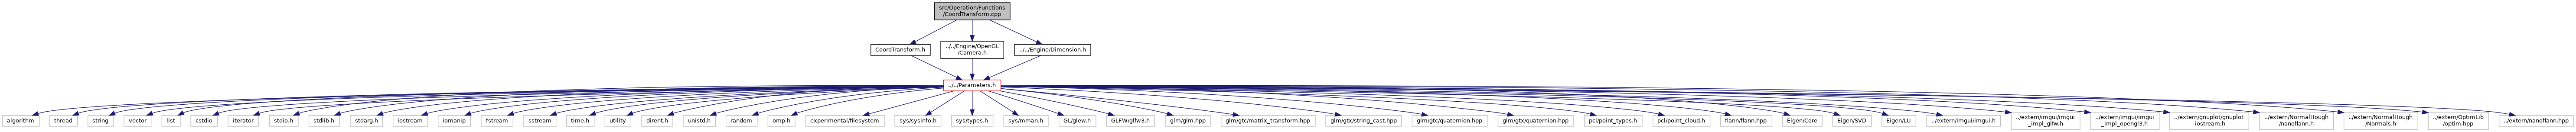 src/Operation/Functions
/CoordTransform.cpp
CoordTransform.h
../../Engine/OpenGL
/Camera.h
../../Engine/Dimension.h
../../Parameters.h
algorithm
thread
string
vector
list
cstdio
iterator
stdio.h
stdlib.h
stdarg.h
iostream
iomanip
fstream
sstream
time.h
utility
dirent.h
unistd.h
random
omp.h
experimental/filesystem
sys/sysinfo.h
sys/types.h
sys/mman.h
GL/glew.h
GLFW/glfw3.h
glm/glm.hpp
glm/gtc/matrix_transform.hpp
glm/gtx/string_cast.hpp
glm/gtc/quaternion.hpp
glm/gtx/quaternion.hpp
pcl/point_types.h
pcl/point_cloud.h
flann/flann.hpp
Eigen/Core
Eigen/SVD
Eigen/LU
../extern/imgui/imgui.h
../extern/imgui/imgui
_impl_glfw.h
../extern/imgui/imgui
_impl_opengl3.h
../extern/gnuplot/gnuplot
-iostream.h
../extern/NormalHough
/nanoflann.h
../extern/NormalHough
/Normals.h
../extern/OptimLib
/optim.hpp
../extern/nanoflann.hpp